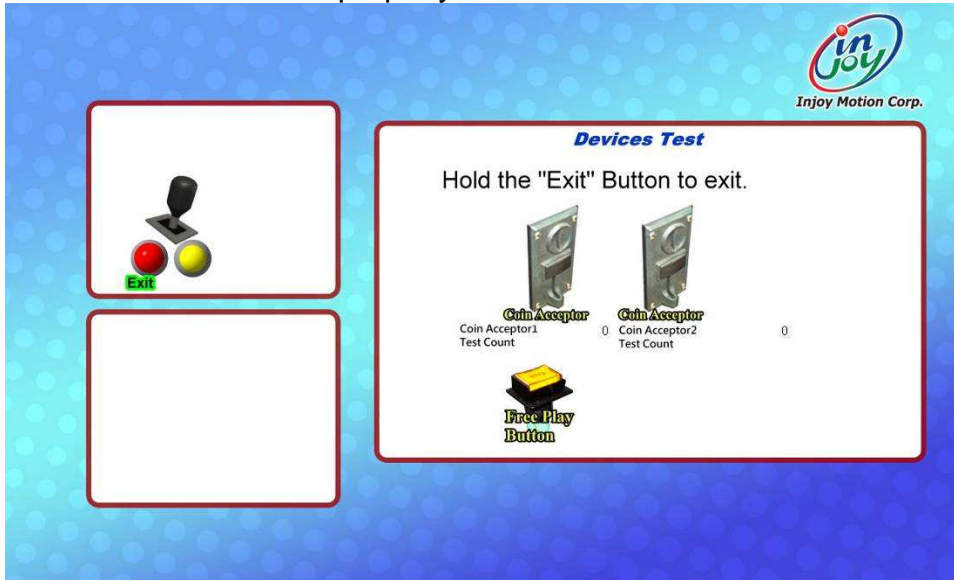 in
joy
Injoy Motion Corp.
Exit
Devices Test
Hold the "Exit" Button to exit.
Coin Acceptor
Coin Acceptor
Coin Acceptor1 0 Coin Acceptor2 0
Test Count Test Count
Free Play
Button